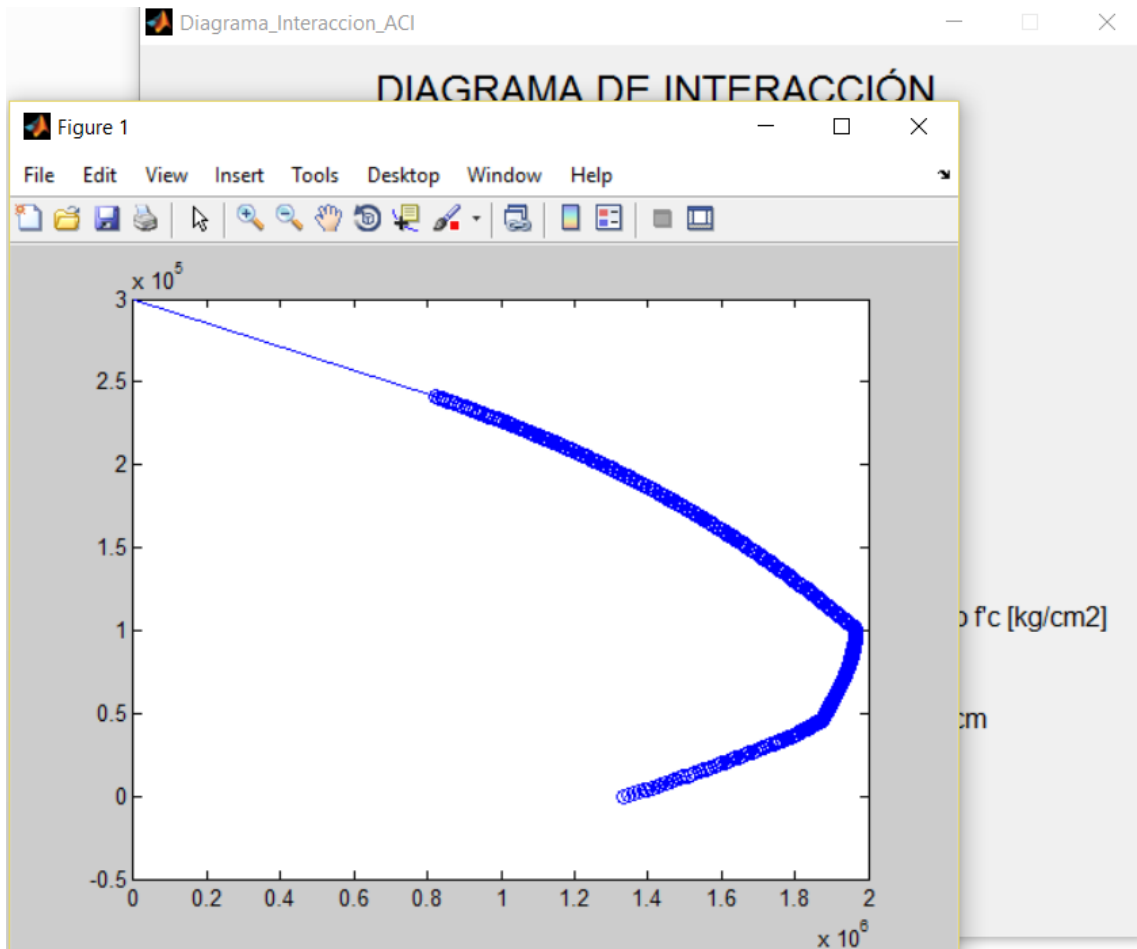 Diagrama_Interaccion_ACI
DIAGRAMA DE INTERACCIÓN
Figure 1
File Edit View Insert Tools Desktop Window Help
x 10^5
3
2.5
2
1.5
1
0.5
0
-0.5
0 0.2 0.4 0.6 0.8 1 1.2 1.4 1.6 1.8 2
x 10^6
f'c [kg/cm2]
cm